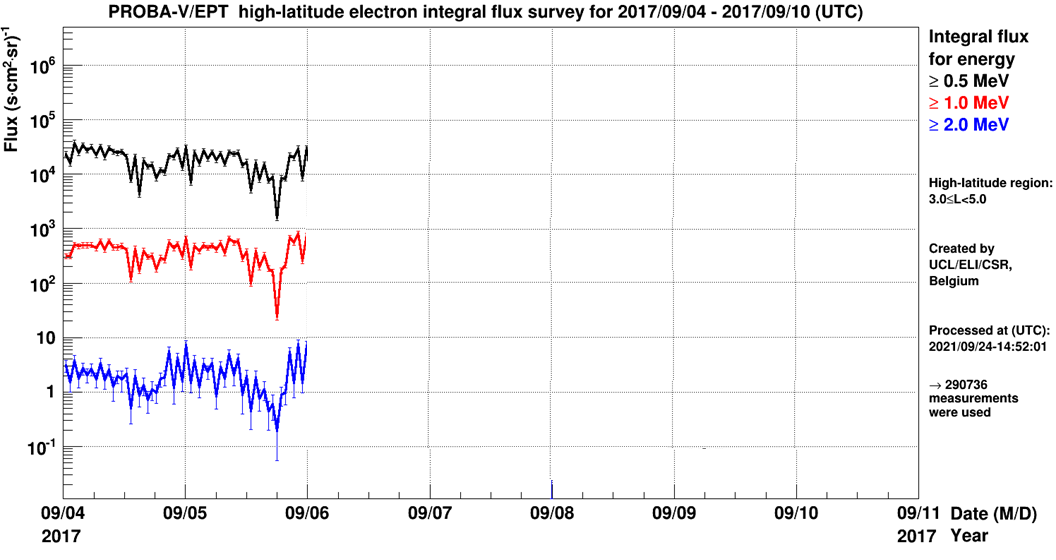 PROBA-V/EPT high-latitude electron integral flux survey for 2017/09/04 - 2017/09/10 (UTC)
Flux (s·cm²·sr)⁻¹
10⁶
10⁵
10⁴
10³
10²
10
1
10⁻¹
09/04 09/05 09/06 09/07 09/08 09/09 09/10 09/11 Date (M/D)
2017 2017 Year
Integral flux
for energy
≥ 0.5 MeV
≥ 1.0 MeV
≥ 2.0 MeV
High-latitude region:
3.0≤L<5.0
Created by
UCL/ELI/CSR,
Belgium
Processed at (UTC):
2021/09/24-14:52:01
→ 290736
measurements
were used